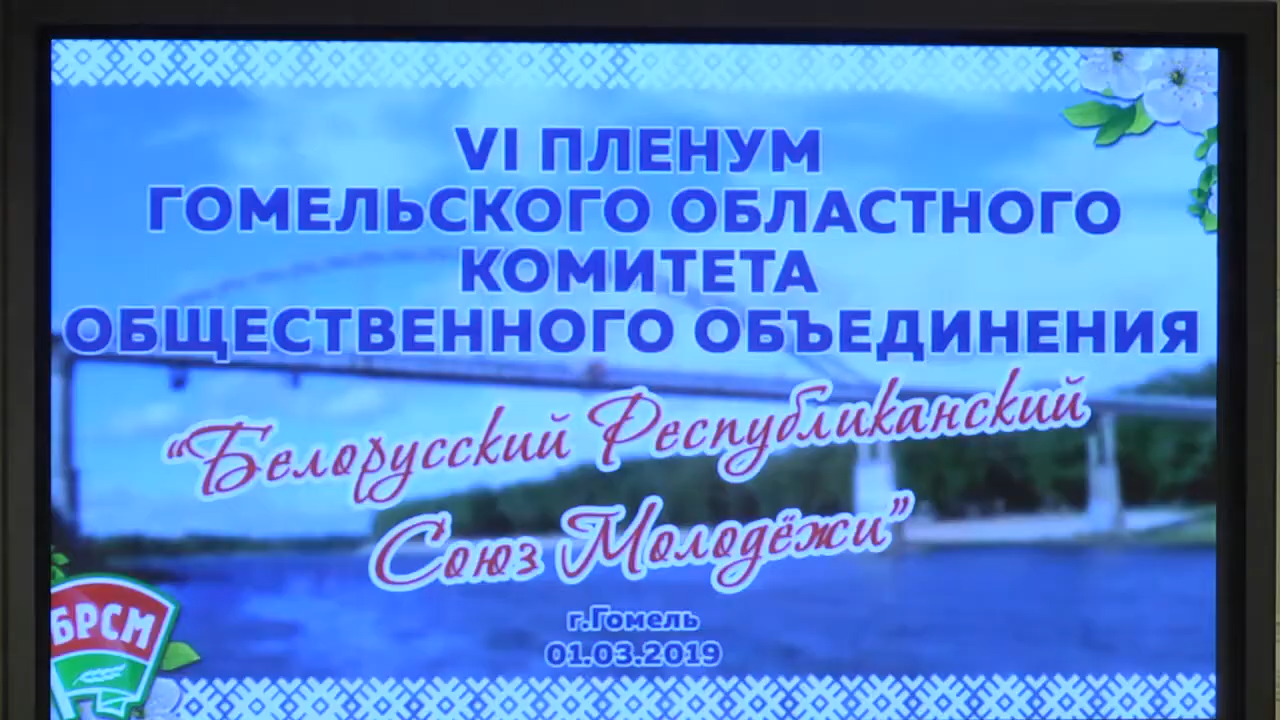 VI ПЛЕНУМ
ГОМЕЛЬСКОГО ОБЛАСТНОГО
КОМИТЕТА
ОБЩЕСТВЕННОГО ОБЪЕДИНЕНИЯ
“Белорусский Республиканский
Союз Молодёжи”
г.Гомель
01.03.2019
БРСМ